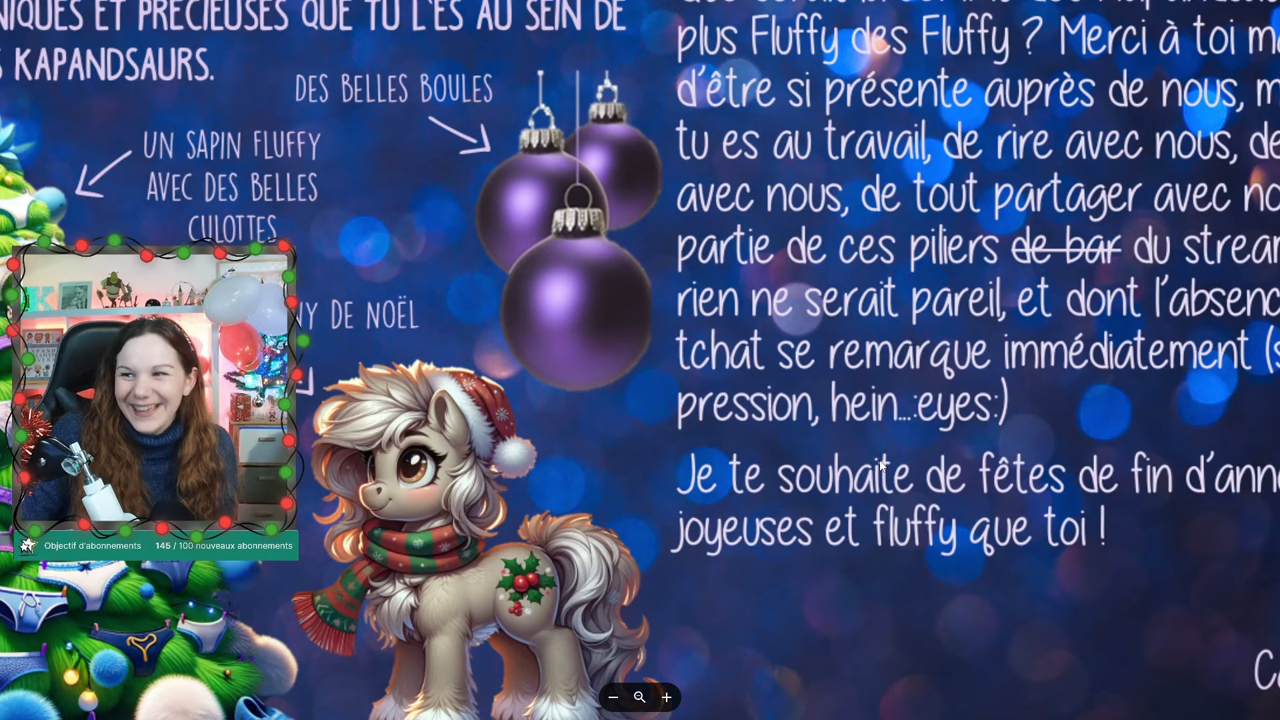 NIQUES ET PRÉCIEUSES QUE TU L'ES AU SEIN DE
KAPANDSAURS.
DES BELLES BOULES
UN SAPIN FLUFFY
AVEC DES BELLES
CULOTTES
NY DE NOËL
Objectif d'abonnements 145 / 100 nouveaux abonnements
plus Fluffy des Fluffy ? Merci à toi
d'être si présente auprès de nous, m
tu es au travail, de rire avec nous, de
avec nous, de tout partager avec no
partie de ces piliers de bar du strea
rien ne serait pareil, et dont l'absenc
tchat se remarque immédiatement (s
pression, hein...:eyes:)
Je te souhaite de fêtes de fin d'ann
joyeuses et fluffy que toi !